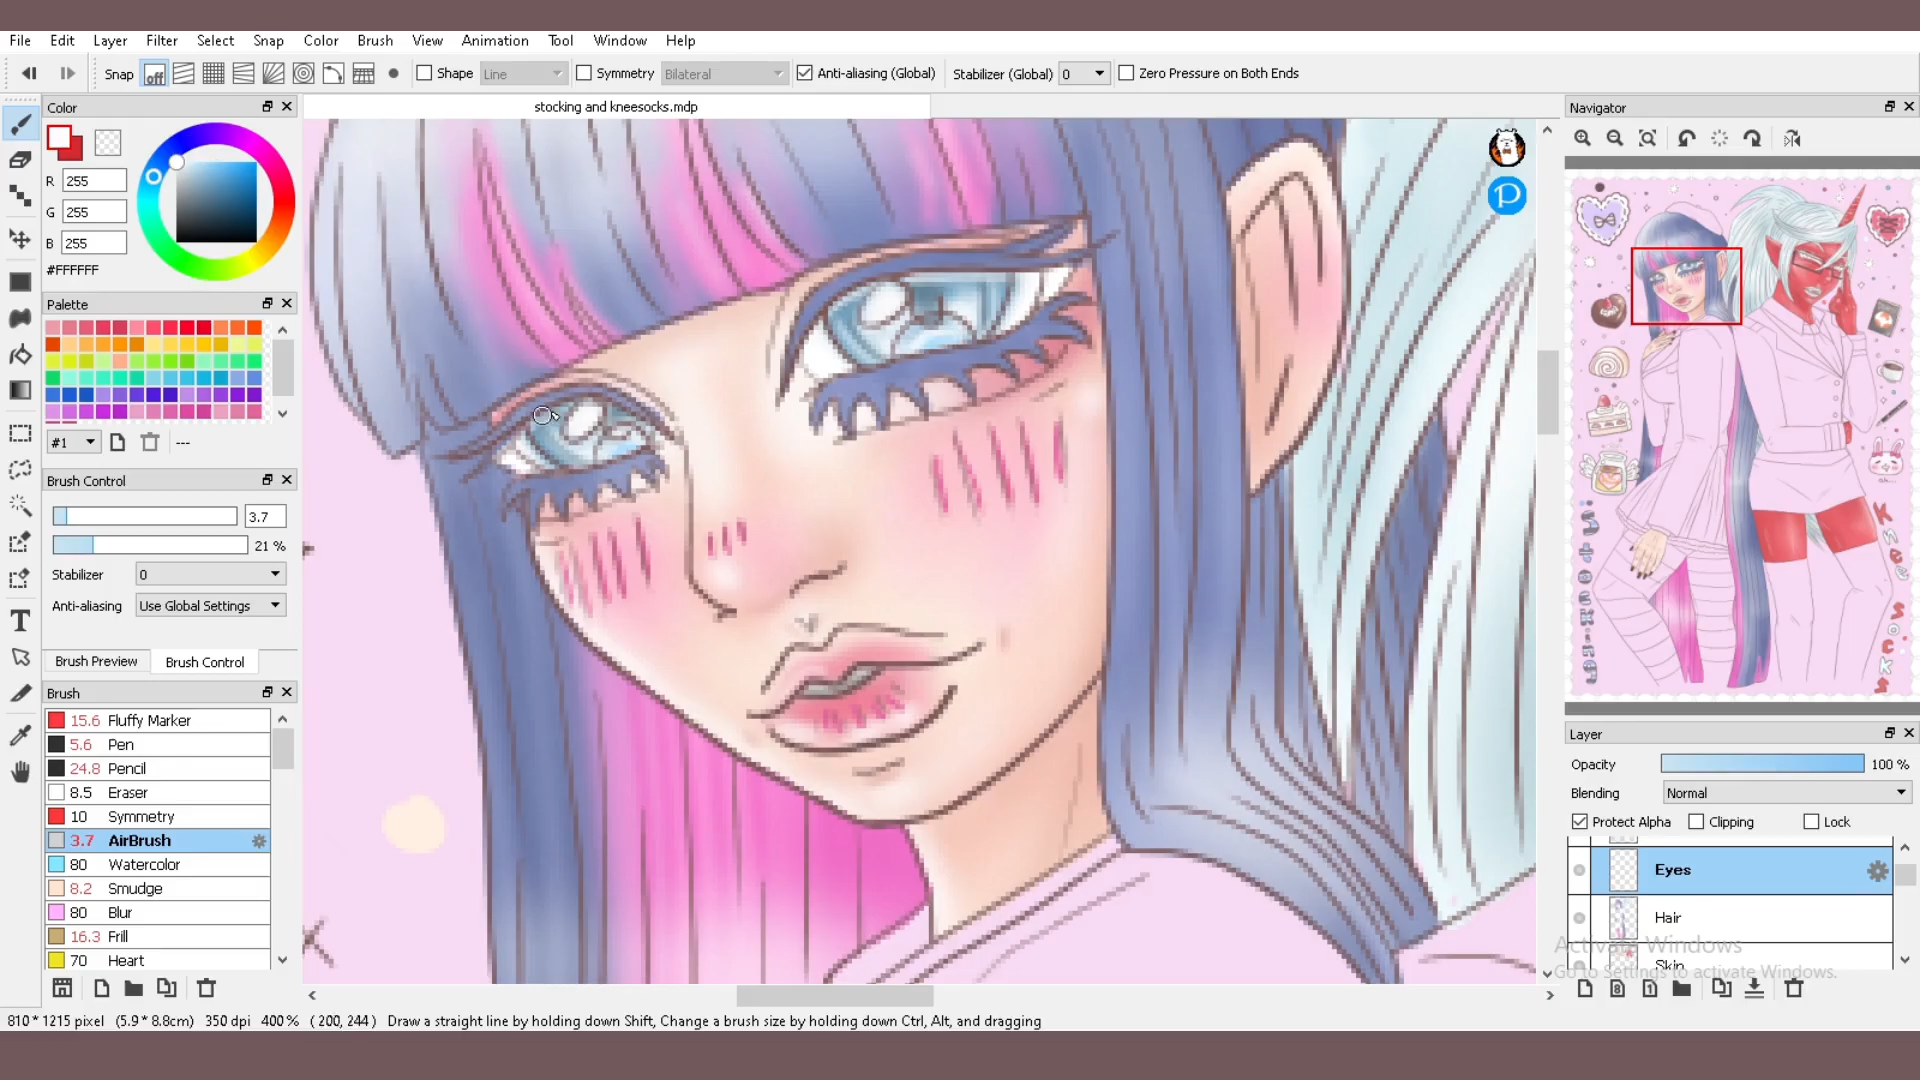 File Edit Layer Filter Select Snap Color Brush View Animation Tool Window Help
Snap off Shape Line Symmetry Bilateral Anti-aliasing (Global) Stabilizer (Global) 0 Zero Pressure on Both Ends
Color
stocking and kneesocks.mdp
Navigator
R 255
G 255
B 255
#FFFFFF
Palette
#1
---
Brush Control
3.7
21 %
Stabilizer 0
Anti-aliasing Use Global Settings
Brush Preview Brush Control
Brush
15.6 Fluffy Marker
5.6 Pen
24.8 Pencil
8.5 Eraser
10 Symmetry
3.7 AirBrush
80 Watercolor
8.2 Smudge
80 Blur
16.3 Frill
70 Heart
P
Layer
Opacity 100 %
Blending Normal
Protect Alpha Clipping Lock
Eyes
Hair
Skin
Activate Windows
Go to Settings to activate Windows.
810 * 1215 pixel (5.9 * 8.8cm) 350 dpi 400 % ( 200, 244 ) Draw a straight line by holding down Shift, Change a brush size by holding down Ctrl, Alt, and dragging